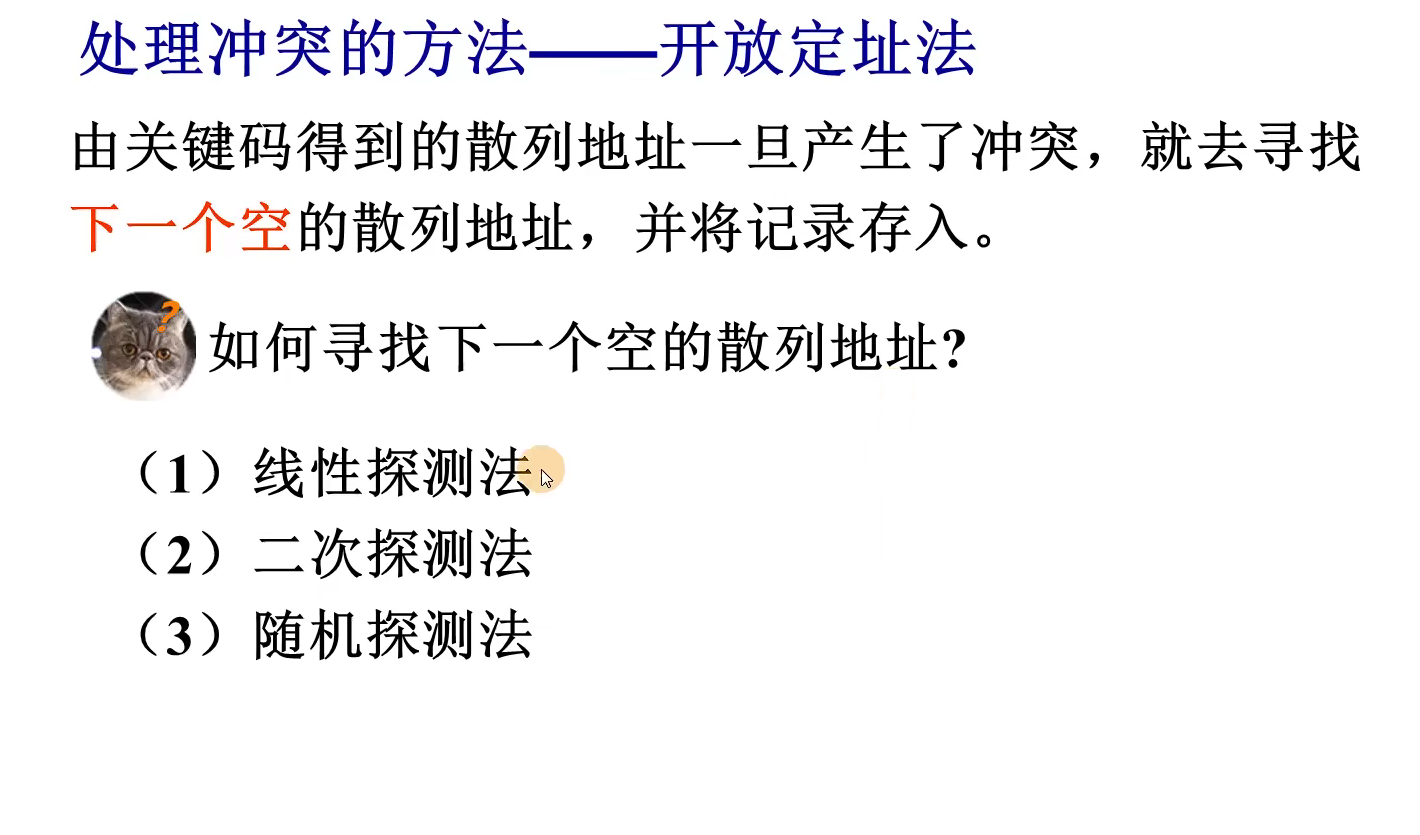 处理冲突的方法——开放定址法
由关键码得到的散列地址一旦产生了冲突，就去寻找
下一个空的散列地址，并将记录存入。
?
如何寻找下一个空的散列地址?
（1）线性探测法
（2）二次探测法
（3）随机探测法